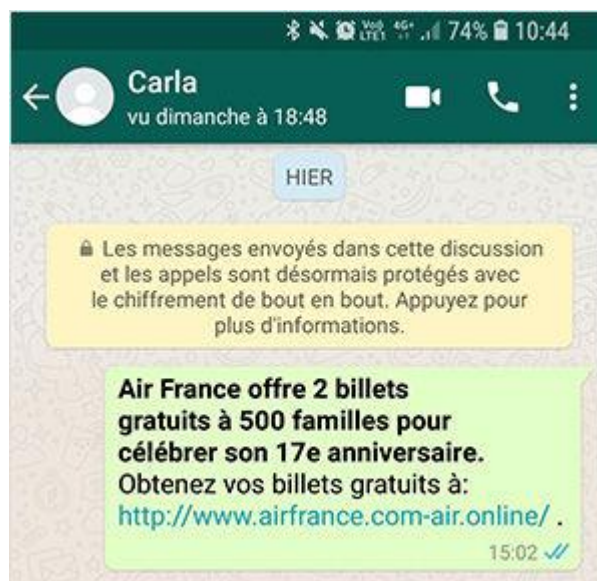 74% 10:44
Carla
vu dimanche à 18:48
HIER
Les messages envoyés dans cette discussion
et les appels sont désormais protégés avec
le chiffrement de bout en bout. Appuyez pour
plus d'informations.
Air France offre 2 billets
gratuits à 500 familles pour
célébrer son 17e anniversaire.
Obtenez vos billets gratuits à:
http://www.airfrance.com-air.online/ .
15:02